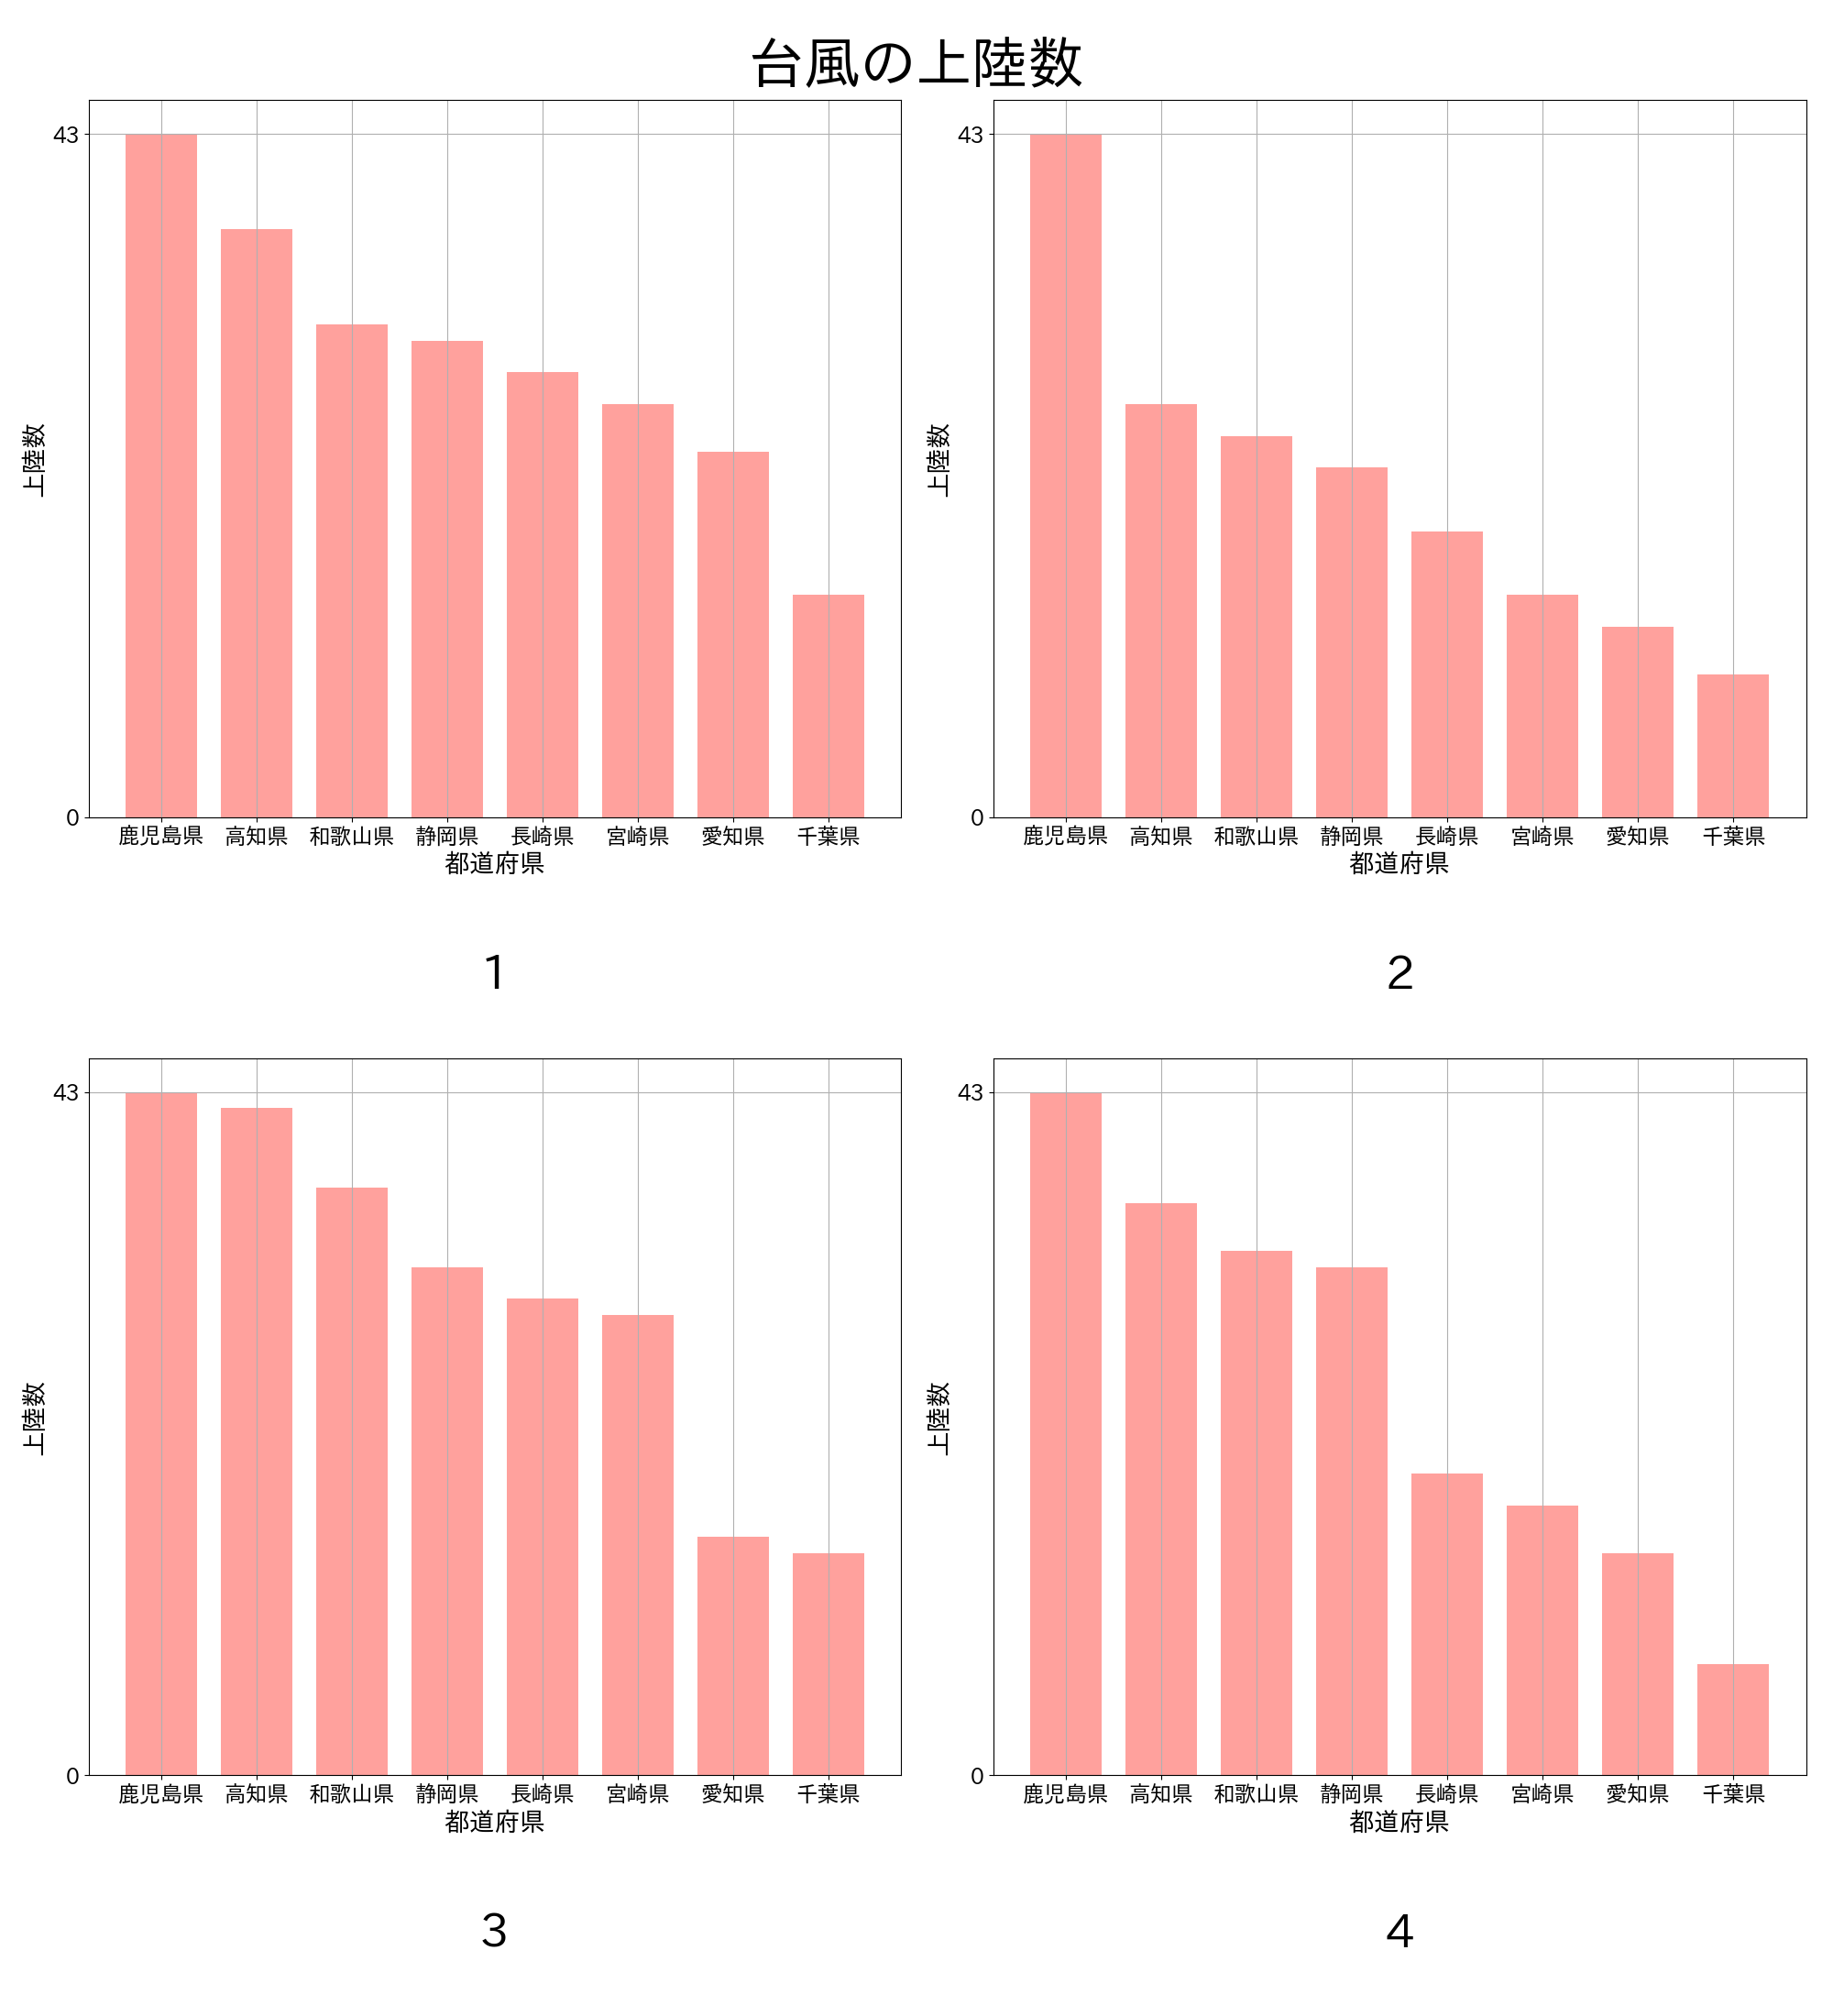 台風の上陸数
43
0
上陸数
鹿児島県 高知県 和歌山県 静岡県 長崎県 宮崎県 愛知県 千葉県
都道府県
1
43
0
上陸数
鹿児島県 高知県 和歌山県 静岡県 長崎県 宮崎県 愛知県 千葉県
都道府県
2
43
0
上陸数
鹿児島県 高知県 和歌山県 静岡県 長崎県 宮崎県 愛知県 千葉県
都道府県
3
43
0
上陸数
鹿児島県 高知県 和歌山県 静岡県 長崎県 宮崎県 愛知県 千葉県
都道府県
4